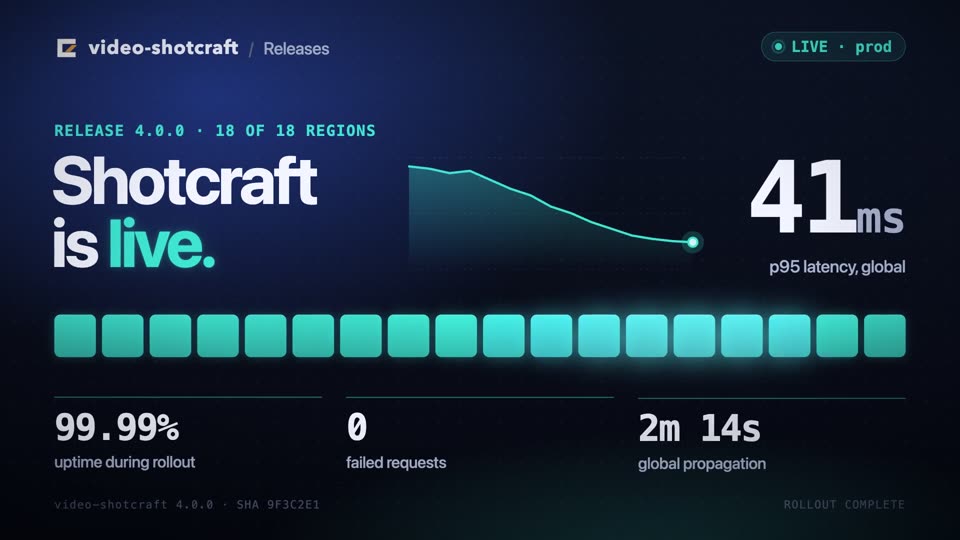 video-shotcraft / Releases
LIVE · prod
RELEASE 4.0.0 · 18 OF 18 REGIONS
Shotcraft
is live.
41ms
p95 latency, global
99.99%
uptime during rollout
0
failed requests
2m 14s
global propagation
video-shotcraft 4.0.0 · SHA 9F3C2E1
ROLLOUT COMPLETE